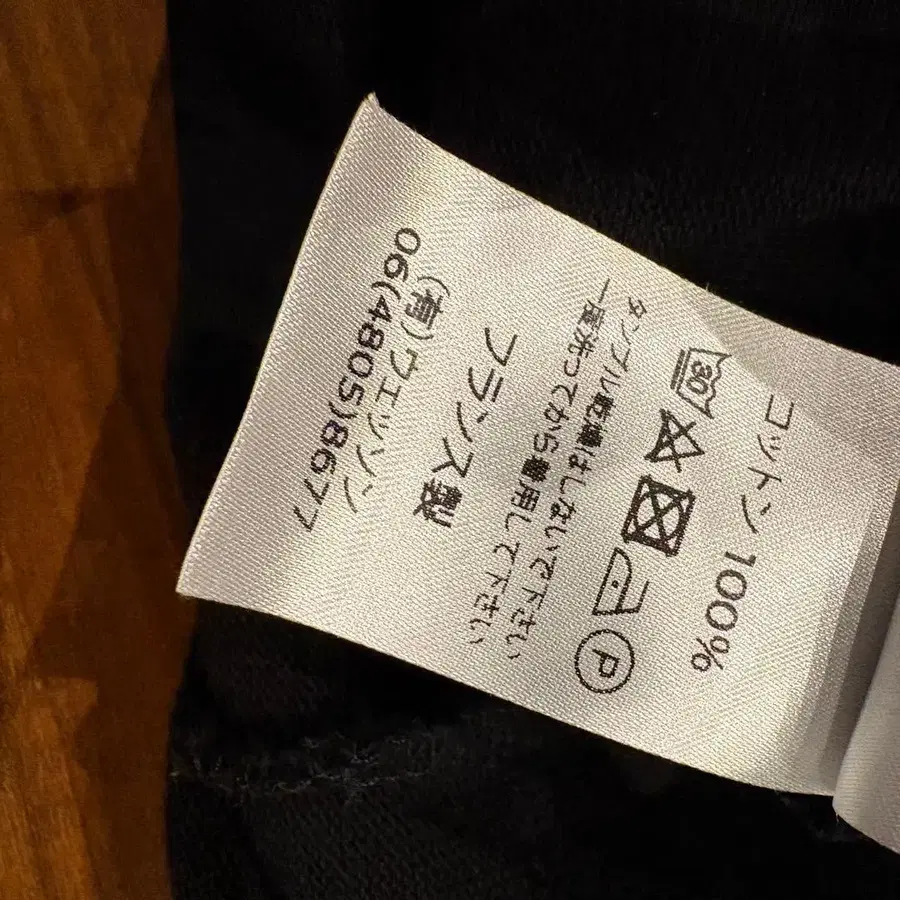 コットン 100%
30
P
タンブル乾燥はしないで下さい
一度洗ってから着用して下さい
フランス製
(有)ウエッソン
06(4805)8677